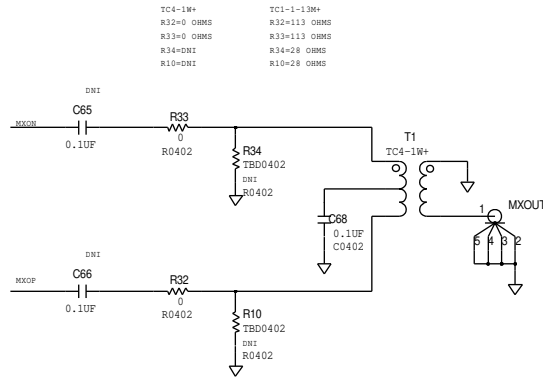 TC4-1W+ TC1-1-13M+
R32=0 OHMS R32=113 OHMS
R33=0 OHMS R33=113 OHMS
R34=DNI R34=28 OHMS
R10=DNI R10=28 OHMS
DNI
C65
MXON
0.1UF
R33
0
R0402
R34
TBD0402
DNI
R0402
T1
TC4-1W+
C68
0.1UF
C0402
1
MXOUT
5 4 3 2
DNI
C66
MXOP
0.1UF
R32
0
R0402
R10
TBD0402
DNI
R0402